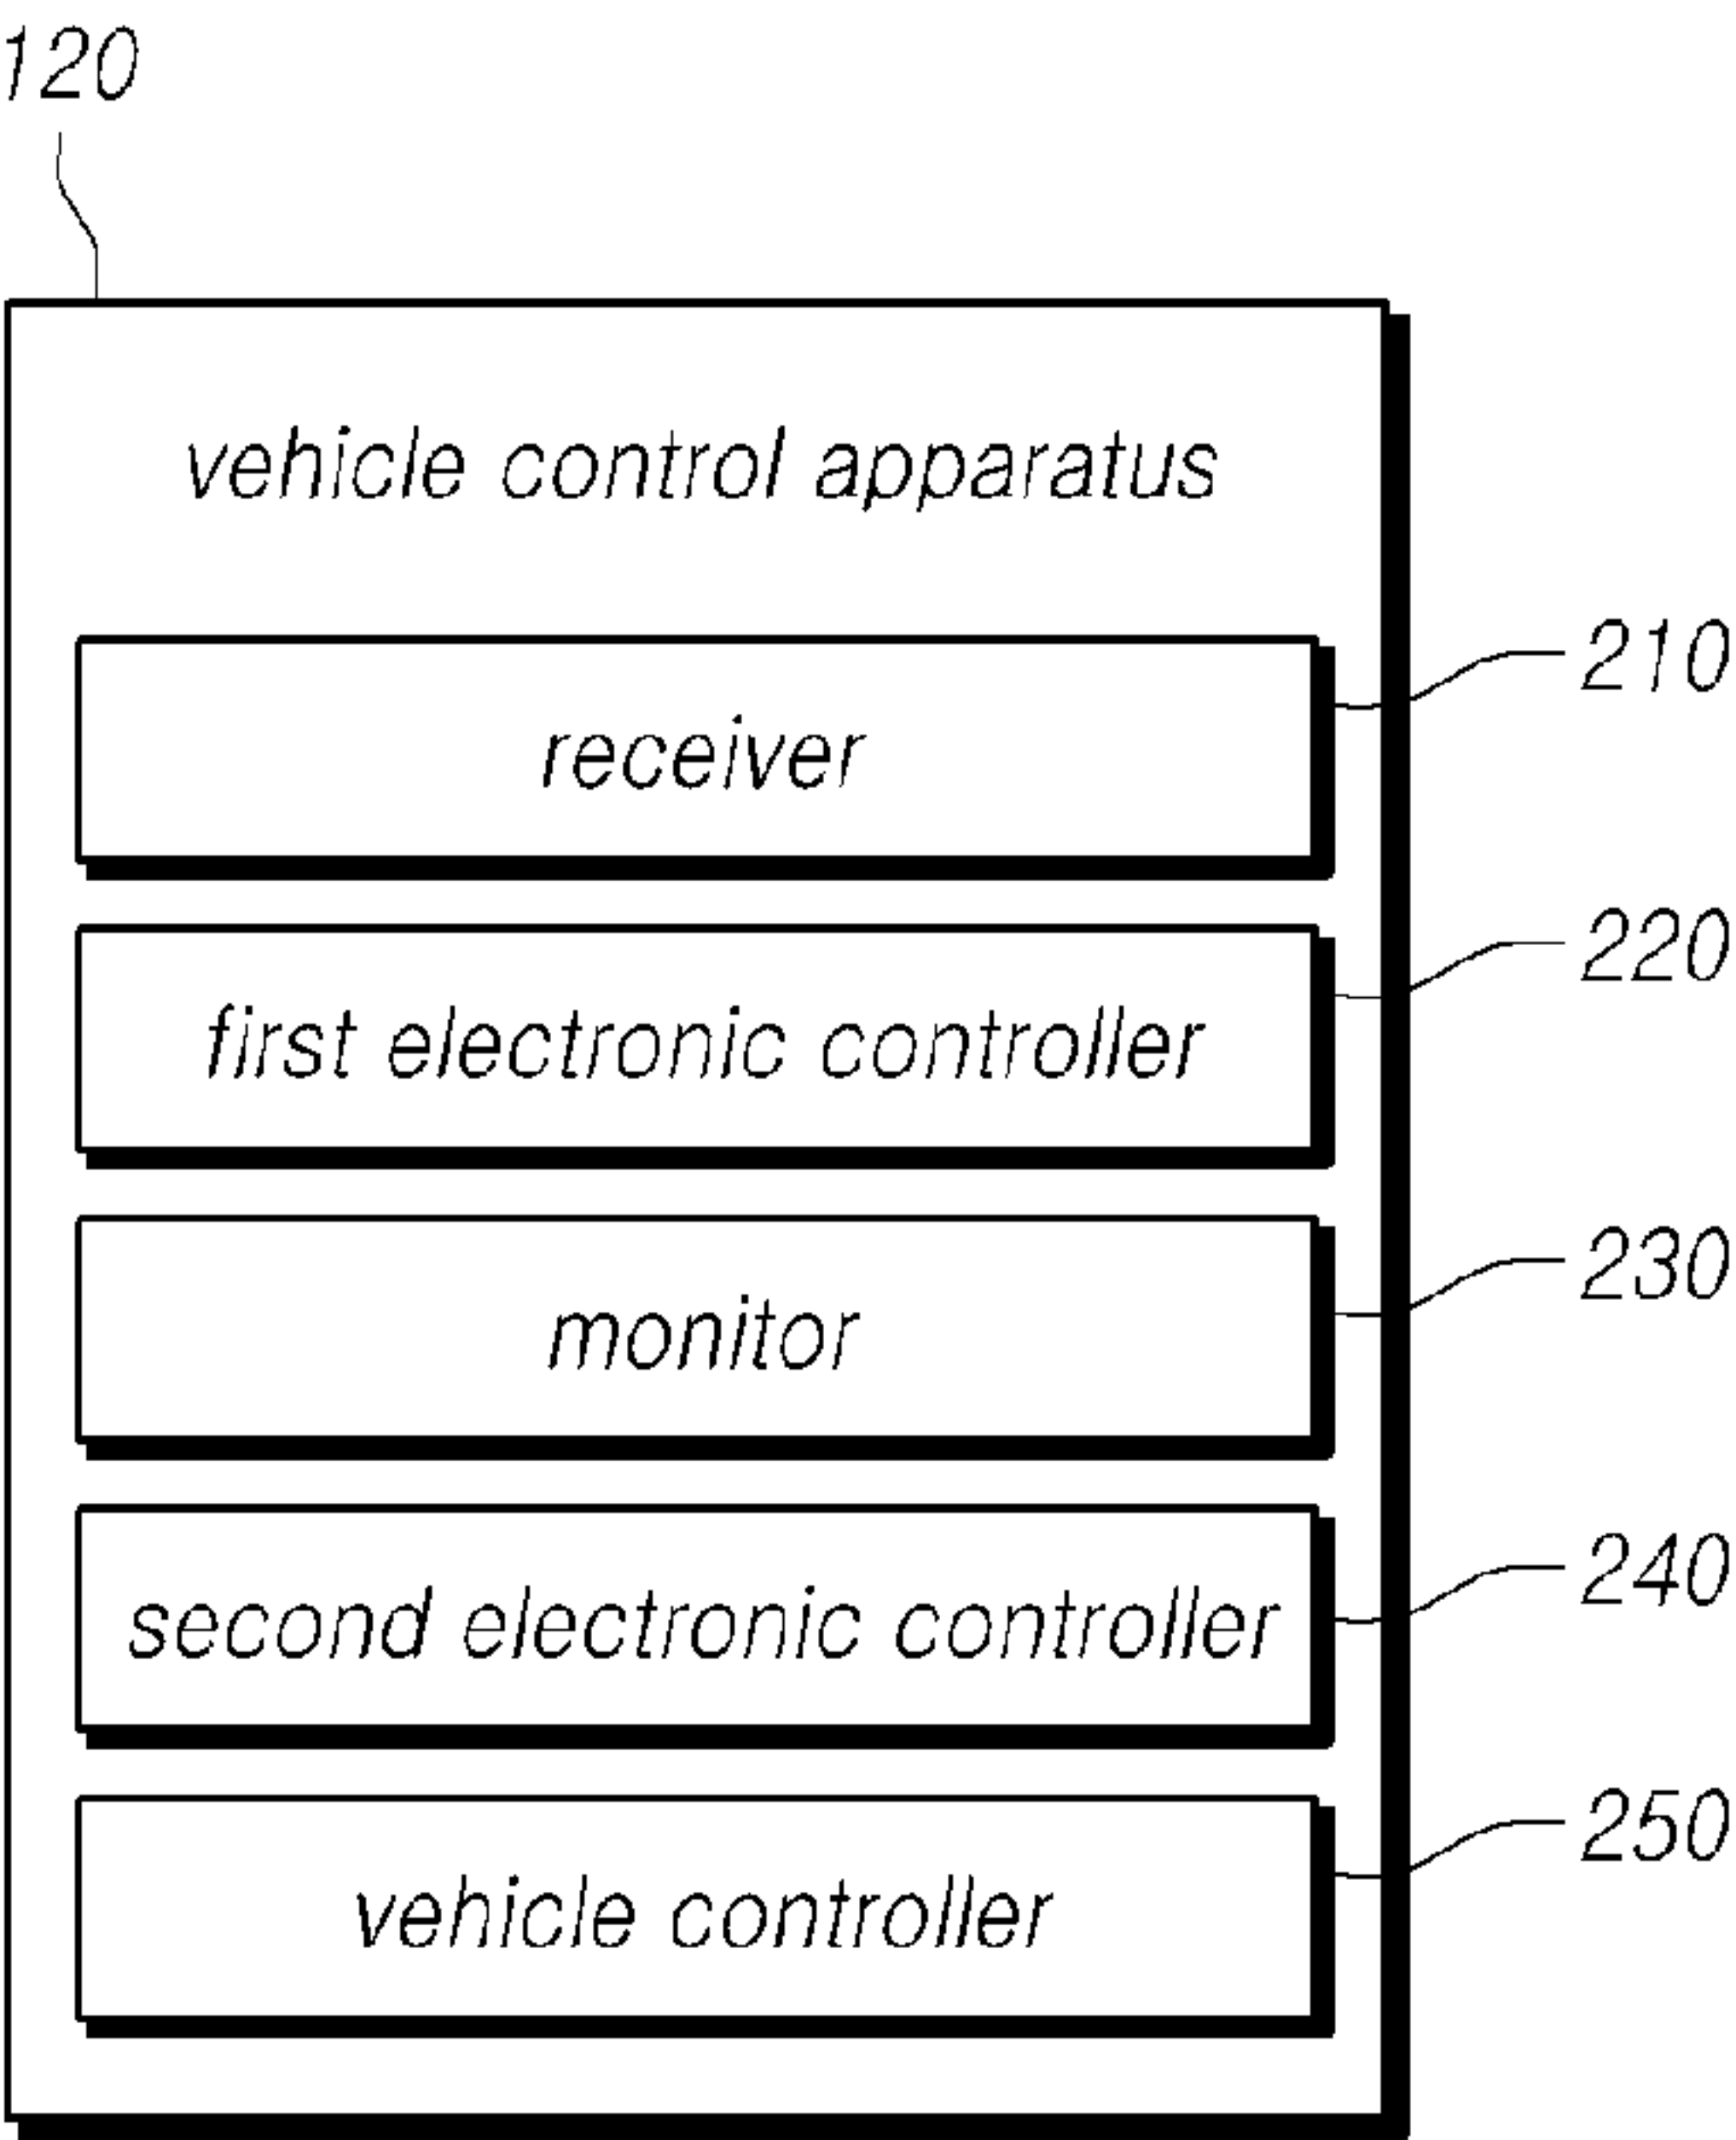 120
vehicle control apparatus
receiver
210
first electronic controller
220
monitor
230
second electronic controller
240
vehicle controller
250